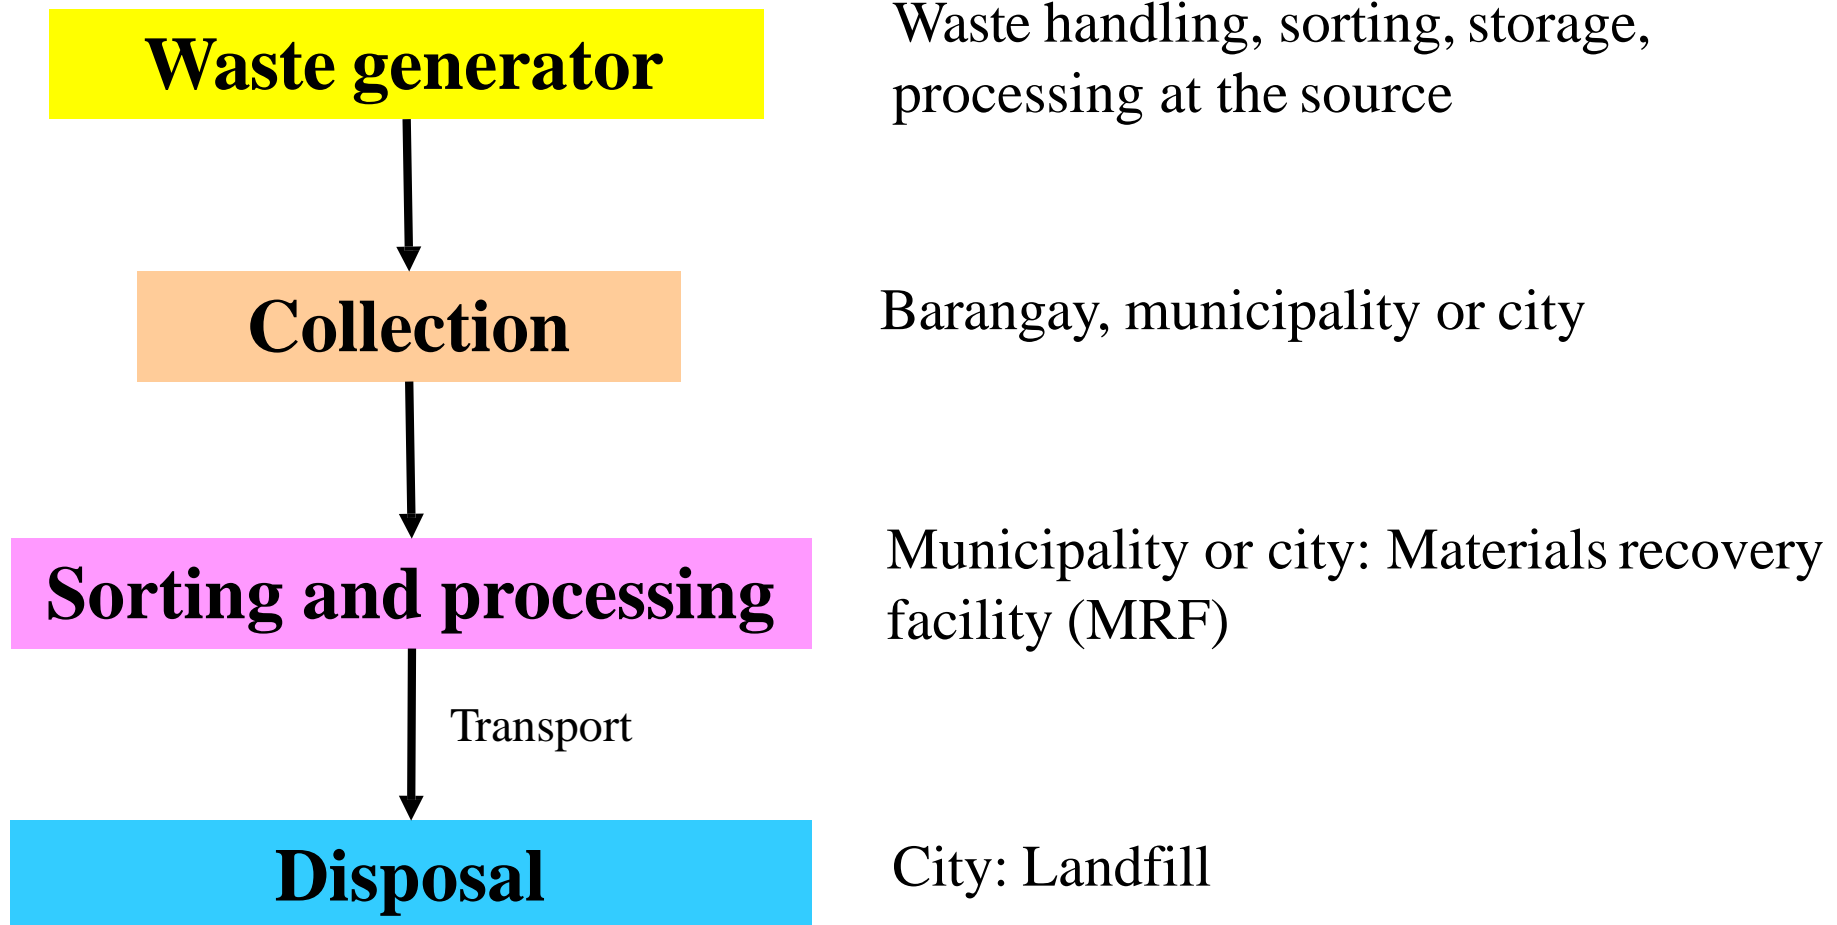 Waste generator
Waste handling, sorting, storage,
processing at the source
Collection
Barangay, municipality or city
Sorting and processing
Municipality or city: Materials recovery
facility (MRF)
Transport
Disposal
City: Landfill